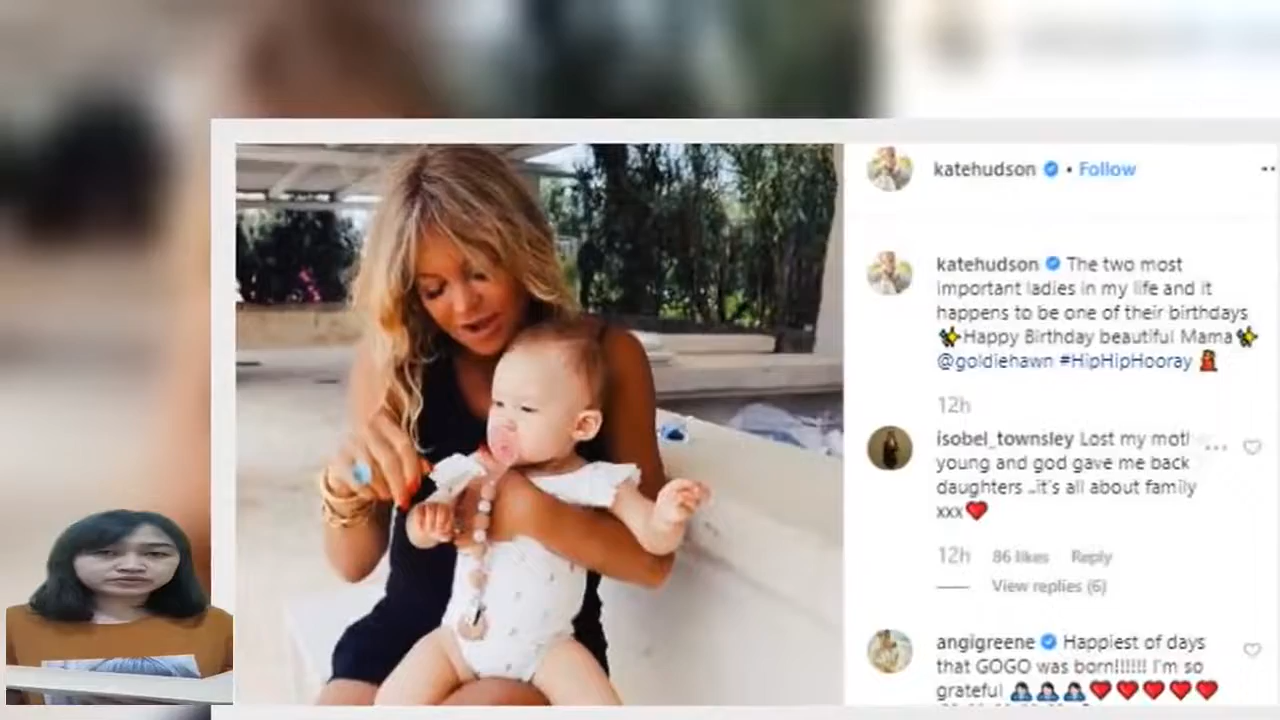 katehudson • Follow
katehudson The two most
important ladies in my life and it
happens to be one of their birthdays
✨Happy Birthday beautiful Mama✨
@goldiehawn #HipHipHooray 💃
12h
isobel_townsley Lost my
young and god gave me back
daughters ..it's all about family
xxx❤️
12h 86 likes Reply
View replies (6)
angigreene Happiest of days
that GOGO was born!!!!!! I'm so
grateful ❤️❤️❤️❤️❤️